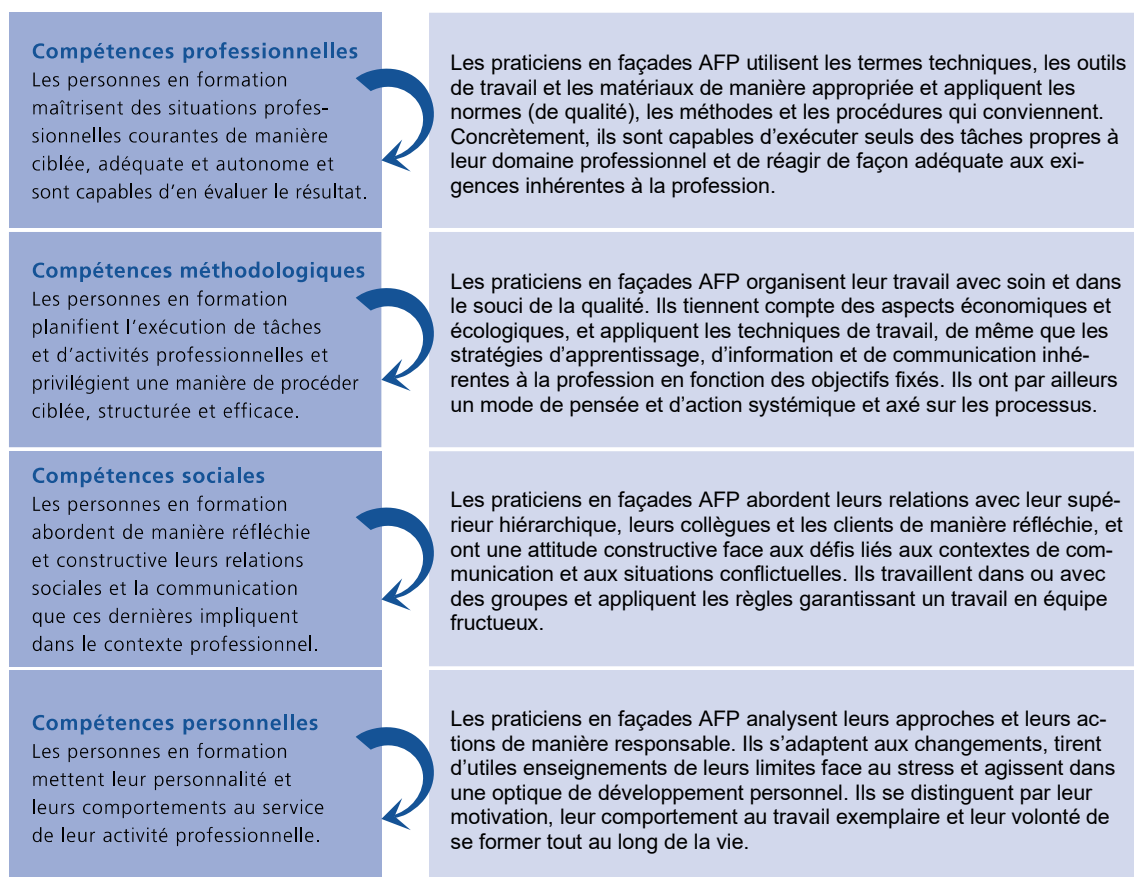 Compétences professionnelles
Les personnes en formation
maîtrisent des situations profes-
sionnelles courantes de manière
ciblée, adéquate et autonome et
sont capables d'en évaluer le résultat.
Les praticiens en façades AFP utilisent les termes techniques, les outils
de travail et les matériaux de manière appropriée et appliquent les
normes (de qualité), les méthodes et les procédures qui conviennent.
Concrètement, ils sont capables d'exécuter seuls des tâches propres à
leur domaine professionnel et de réagir de façon adéquate aux exi-
gences inhérentes à la profession.
Compétences méthodologiques
Les personnes en formation
planifient l'exécution de tâches
et d'activités professionnelles et
privilégient une manière de procéder
ciblée, structurée et efficace.
Les praticiens en façades AFP organisent leur travail avec soin et dans
le souci de la qualité. Ils tiennent compte des aspects économiques et
écologiques, et appliquent les techniques de travail, de même que les
stratégies d'apprentissage, d'information et de communication inhé-
rentes à la profession en fonction des objectifs fixés. Ils ont par ailleurs
un mode de pensée et d'action systémique et axé sur les processus.
Compétences sociales
Les personnes en formation
abordent de manière réfléchie
et constructive leurs relations
sociales et la communication
que ces dernières impliquent
dans le contexte professionnel.
Les praticiens en façades AFP abordent leurs relations avec leur supé-
rieur hiérarchique, leurs collègues et les clients de manière réfléchie, et
ont une attitude constructive face aux défis liés aux contextes de com-
munication et aux situations conflictuelles. Ils travaillent dans ou avec
des groupes et appliquent les règles garantissant un travail en équipe
fructueux.
Compétences personnelles
Les personnes en formation
mettent leur personnalité et
leurs comportements au service
de leur activité professionnelle.
Les praticiens en façades AFP analysent leurs approches et leurs ac-
tions de manière responsable. Ils s'adaptent aux changements, tirent
d'utiles enseignements de leurs limites face au stress et agissent dans
une optique de développement personnel. Ils se distinguent par leur
motivation, leur comportement au travail exemplaire et leur volonté de
se former tout au long de la vie.